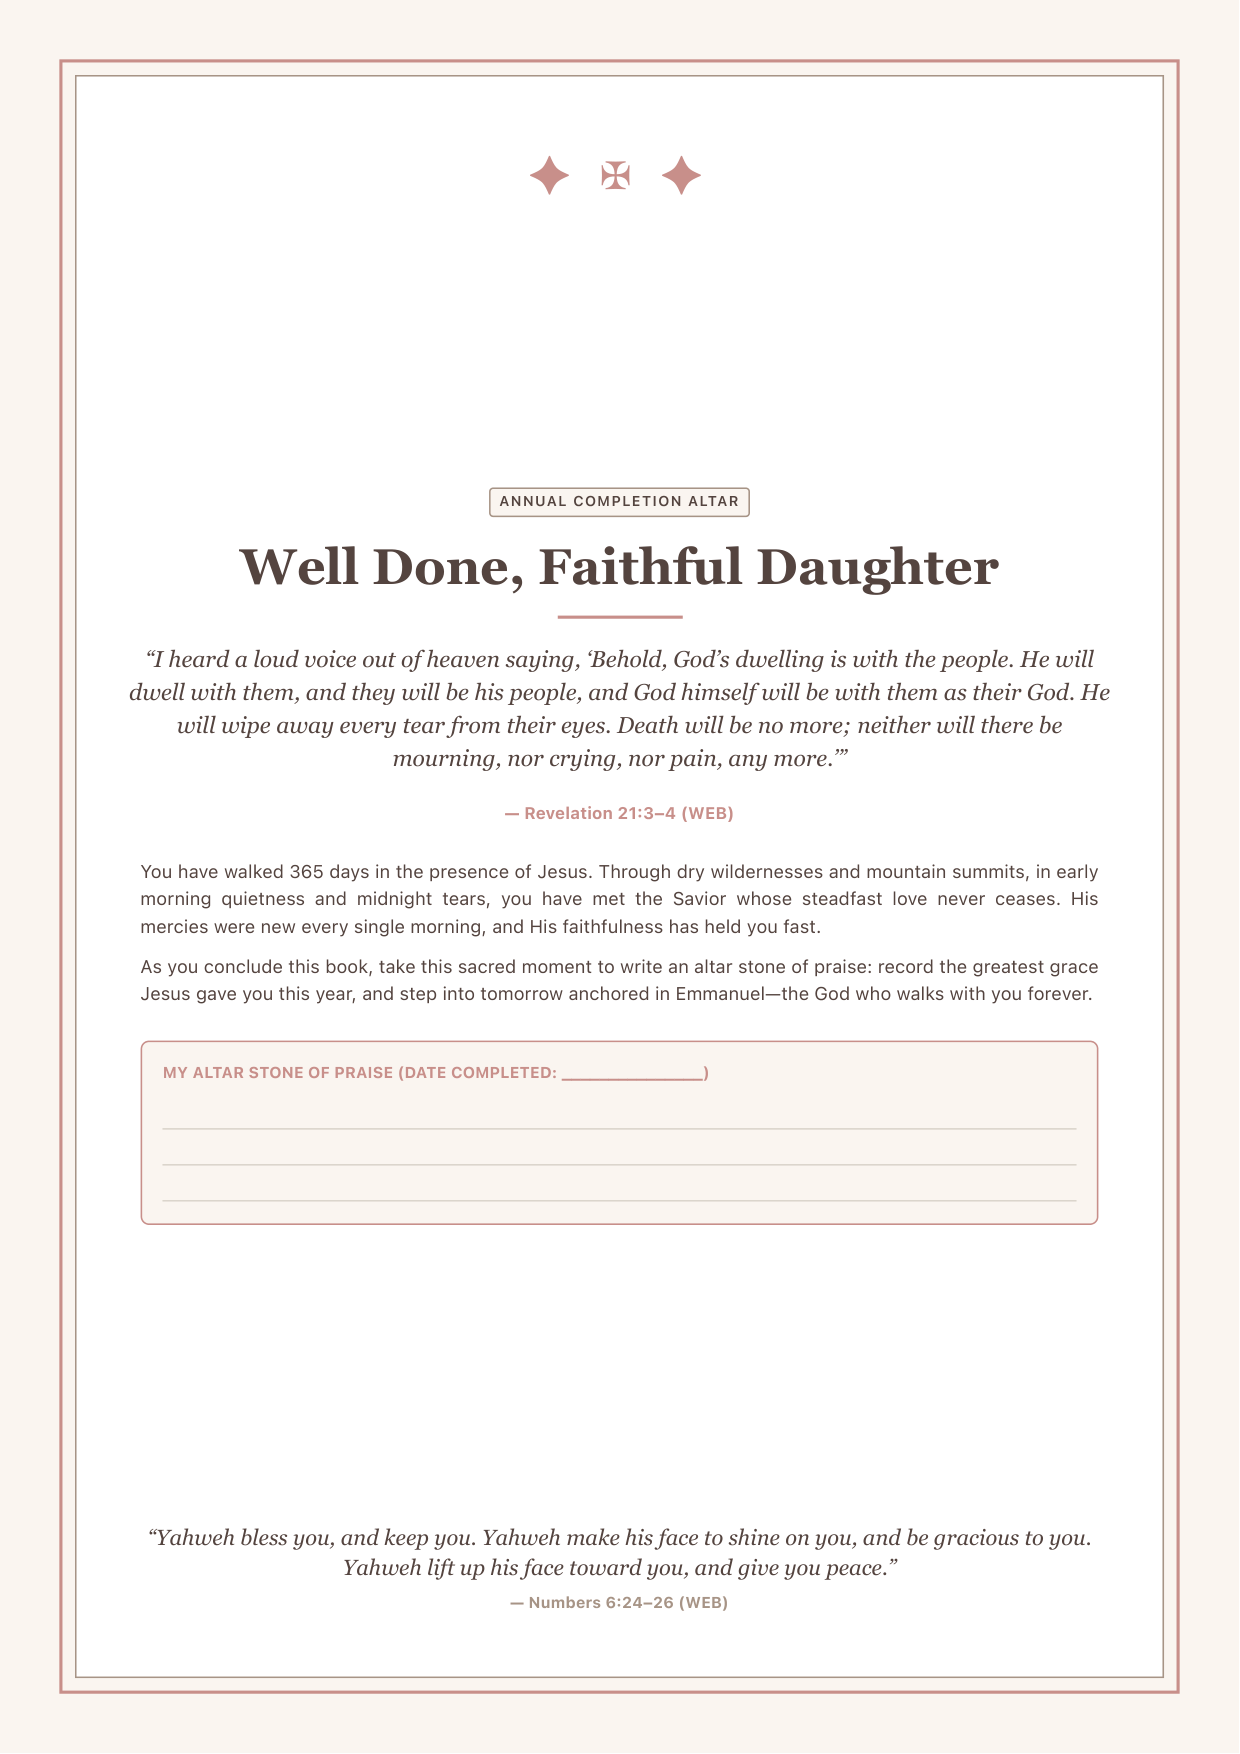 ANNUAL COMPLETION ALTAR
Well Done, Faithful Daughter
“I heard a loud voice out of heaven saying, ‘Behold, God’s dwelling is with the people. He will
dwell with them, and they will be his people, and God himself will be with them as their God. He
will wipe away every tear from their eyes. Death will be no more; neither will there be
mourning, nor crying, nor pain, any more.’”
— Revelation 21:3–4 (WEB)
You have walked 365 days in the presence of Jesus. Through dry wildernesses and mountain summits, in early
morning quietness and midnight tears, you have met the Savior whose steadfast love never ceases. His
mercies were new every single morning, and His faithfulness has held you fast.
As you conclude this book, take this sacred moment to write an altar stone of praise: record the greatest grace
Jesus gave you this year, and step into tomorrow anchored in Emmanuel—the God who walks with you forever.
MY ALTAR STONE OF PRAISE (DATE COMPLETED: ________________)
“Yahweh bless you, and keep you. Yahweh make his face to shine on you, and be gracious to you.
Yahweh lift up his face toward you, and give you peace.”
— Numbers 6:24–26 (WEB)